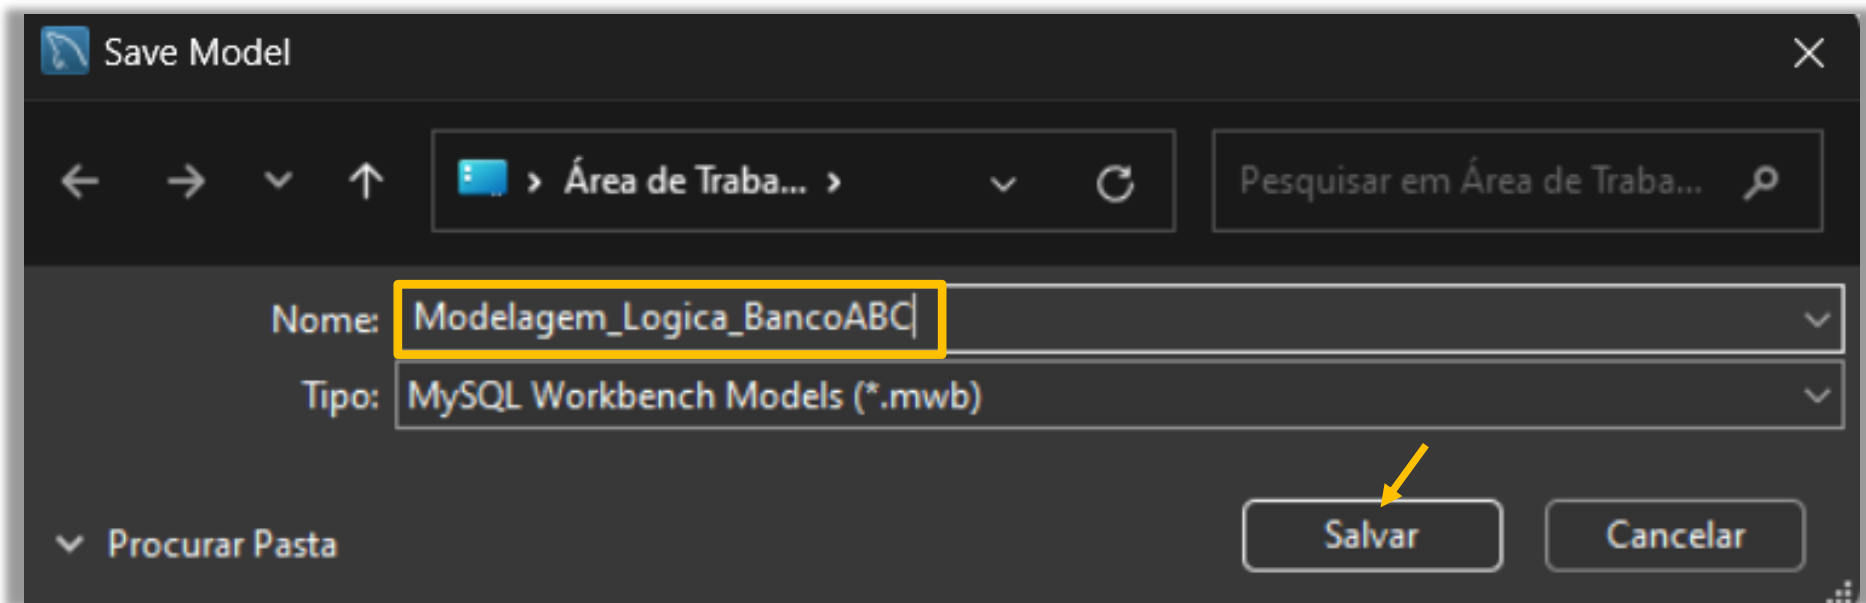 Save Model
Área de Traba...
Pesquisar em Área de Traba...
Nome: Modelagem_Logica_BancoABC
Tipo: MySQL Workbench Models (*.mwb)
Procurar Pasta
Salvar
Cancelar